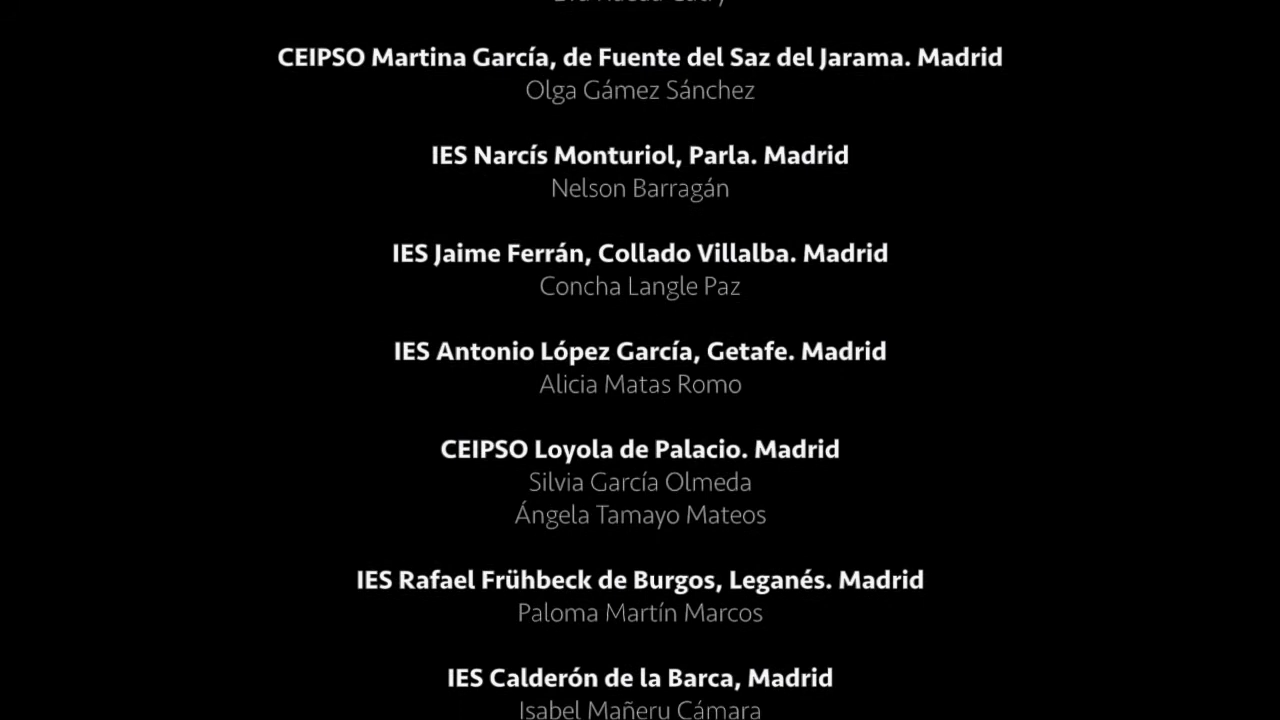 CEIPSO Martina García, de Fuente del Saz del Jarama. Madrid
Olga Gámez Sánchez
IES Narcís Monturiol, Parla. Madrid
Nelson Barragán
IES Jaime Ferrán, Collado Villalba. Madrid
Concha Langle Paz
IES Antonio López García, Getafe. Madrid
Alicia Matas Romo
CEIPSO Loyola de Palacio. Madrid
Silvia García Olmeda
Ángela Tamayo Mateos
IES Rafael Frühbeck de Burgos, Leganés. Madrid
Paloma Martín Marcos
IES Calderón de la Barca, Madrid
Isabel Mañeru Cámara